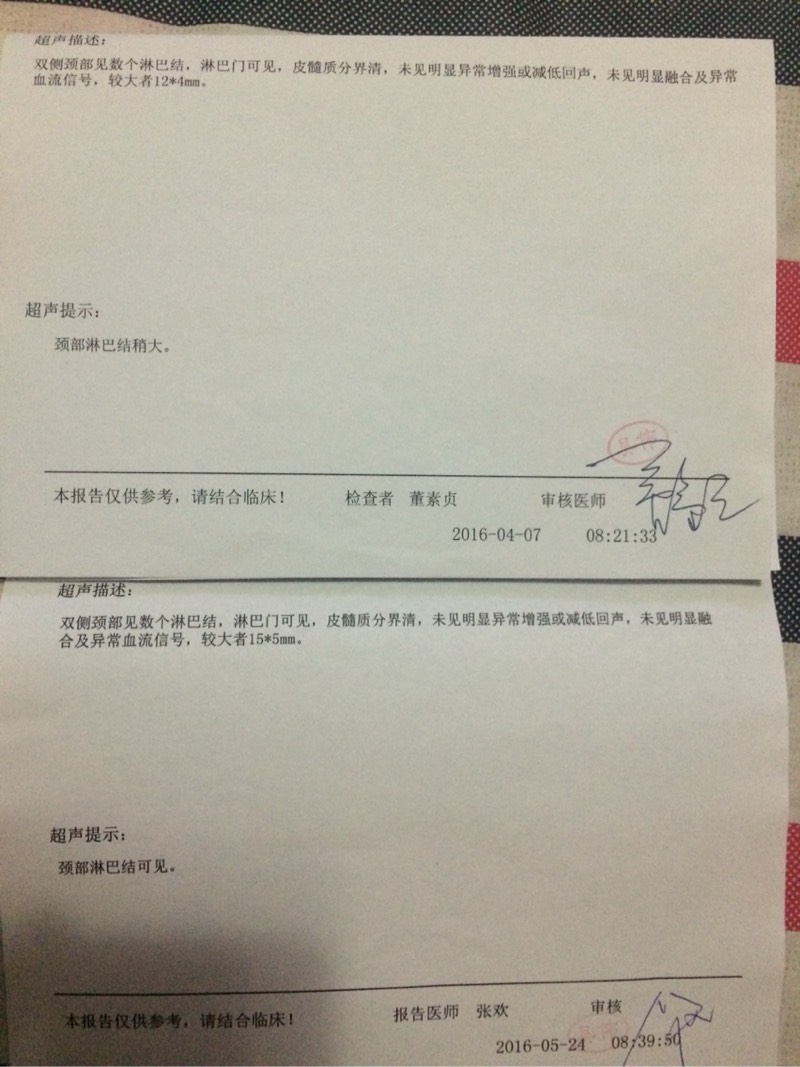 超声描述:
双侧颈部见数个淋巴结，淋巴门可见，皮髓质分界清，未见明显异常增强或减低回声，未见明显融合及异常
血流信号，较大者12*4mm。
超声提示:
颈部淋巴结稍大。
本报告仅供参考，请结合临床! 检查者 董素贞 审核医师
2016-04-07 08:21:33
超声描述:
双侧颈部见数个淋巴结，淋巴门可见，皮髓质分界清，未见明显异常增强或减低回声，未见明显融
合及异常血流信号，较大者15*5mm。
超声提示:
颈部淋巴结可见。
本报告仅供参考，请结合临床! 报告医师 张欢 审核
2016-05-24 08:39:50